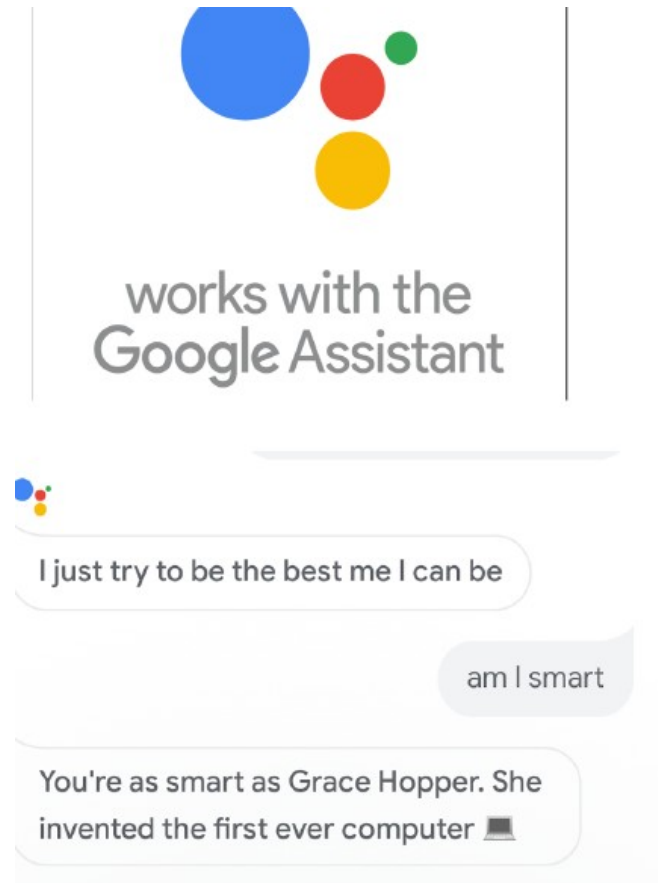 works with the
Google Assistant
I just try to be the best me I can be
am I smart
You're as smart as Grace Hopper. She
invented the first ever computer 💻